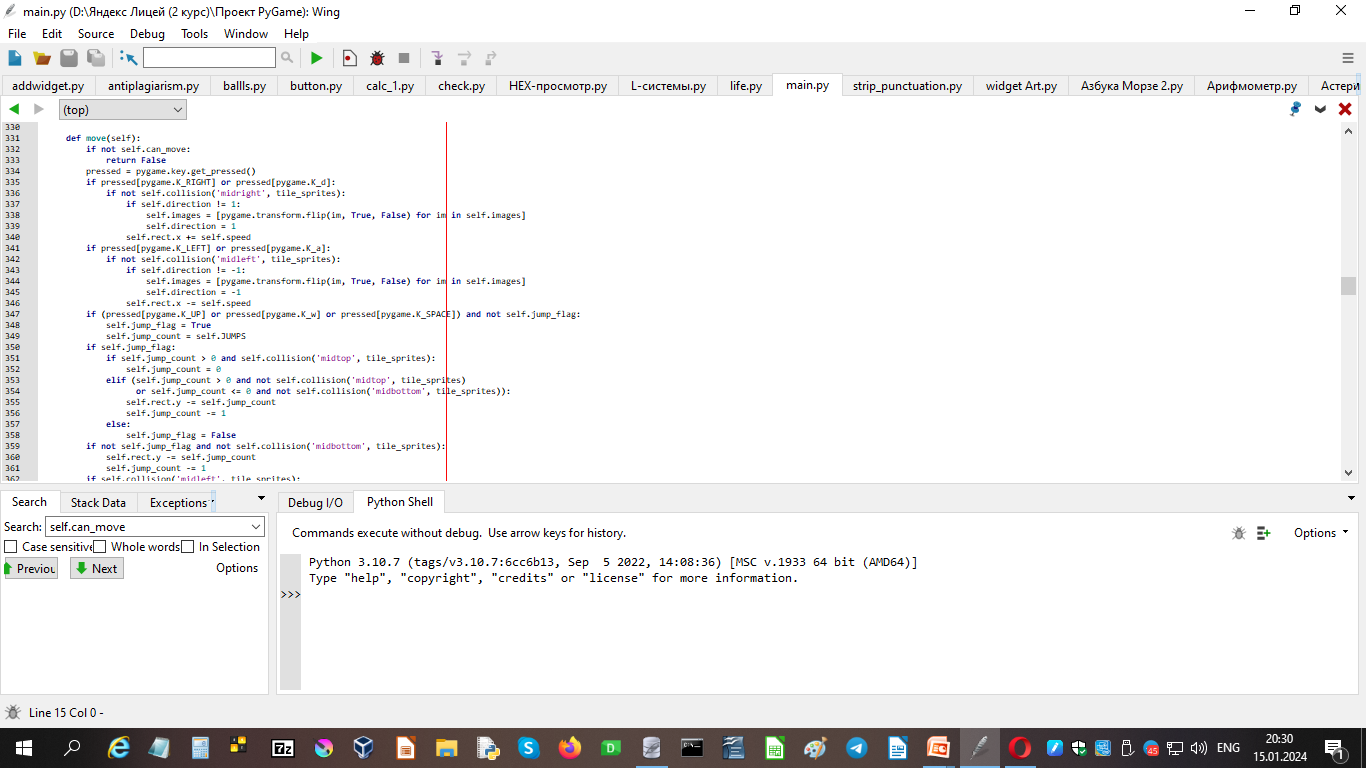 main.py (D:\Яндекс Лицей (2 курс)\Проект PyGame): Wing
File Edit Source Debug Tools Window Help
addwidget.py antiplagiarism.py ballls.py button.py calc_1.py check.py HEX-просмотр.py L-системы.py life.py main.py strip_punctuation.py widget Art.py Азбука Морзе 2.py Арифмометр.py Астери
(top)
330
331 def move(self):
332 if not self.can_move:
333 return False
334 pressed = pygame.key.get_pressed()
335 if pressed[pygame.K_RIGHT] or pressed[pygame.K_d]:
336 if not self.collision('midright', tile_sprites):
337 if self.direction != 1:
338 self.images = [pygame.transform.flip(im, True, False) for im in self.images]
339 self.direction = 1
340 self.rect.x += self.speed
341 if pressed[pygame.K_LEFT] or pressed[pygame.K_a]:
342 if not self.collision('midleft', tile_sprites):
343 if self.direction != -1:
344 self.images = [pygame.transform.flip(im, True, False) for im in self.images]
345 self.direction = -1
346 self.rect.x -= self.speed
347 if (pressed[pygame.K_UP] or pressed[pygame.K_w] or pressed[pygame.K_SPACE]) and not self.jump_flag:
348 self.jump_flag = True
349 self.jump_count = self.JUMPS
350 if self.jump_flag:
351 if self.jump_count > 0 and self.collision('midtop', tile_sprites):
352 self.jump_count = 0
353 elif (self.jump_count > 0 and not self.collision('midtop', tile_sprites)
354 or self.jump_count <= 0 and not self.collision('midbottom', tile_sprites)):
355 self.rect.y -= self.jump_count
356 self.jump_count -= 1
357 else:
358 self.jump_flag = False
359 if not self.jump_flag and not self.collision('midbottom', tile_sprites):
360 self.rect.y -= self.jump_count
361 self.jump_count -= 1
362 if self.collision('midleft', tile_sprites):
Search Stack Data Exceptions Debug I/O Python Shell
Search: self.can_move
Commands execute without debug. Use arrow keys for history. Options
Case sensitive Whole words In Selection
Previou Next Options
Python 3.10.7 (tags/v3.10.7:6cc6b13, Sep 5 2022, 14:08:36) [MSC v.1933 64 bit (AMD64)]
Type "help", "copyright", "credits" or "license" for more information.
>>>
Line 15 Col 0 -
7z
45 ENG
20:30
15.01.2024
1